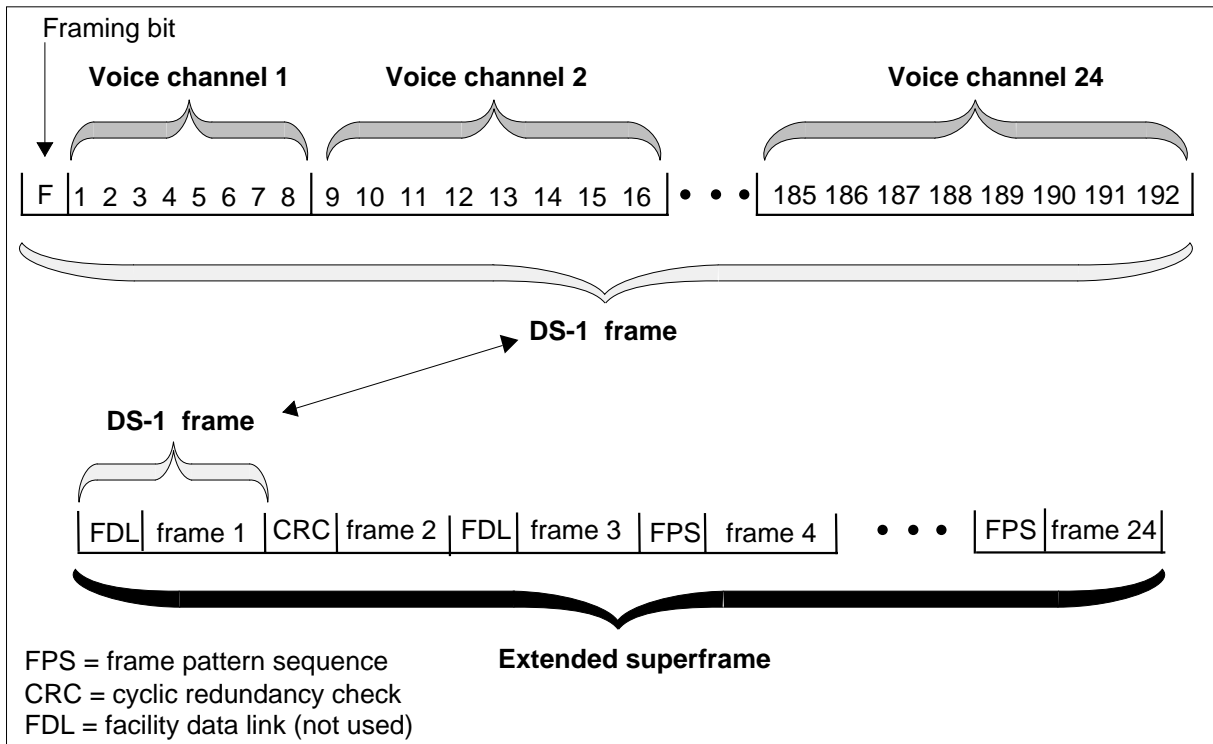 Framing bit
Voice channel 1 Voice channel 2 Voice channel 24
F 1 2 3 4 5 6 7 8 9 10 11 12 13 14 15 16 • • • 185 186 187 188 189 190 191 192
DS-1 frame
DS-1 frame
FDL frame 1 CRC frame 2 FDL frame 3 FPS frame 4 • • • FPS frame 24
Extended superframe
FPS = frame pattern sequence
CRC = cyclic redundancy check
FDL = facility data link (not used)